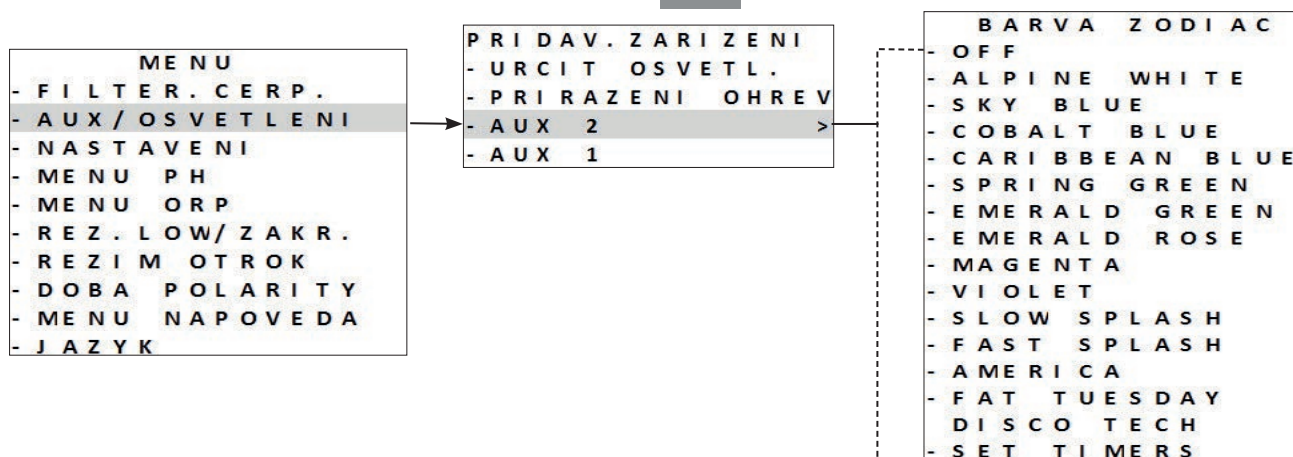 MENU
- FILTER.CERP.
- AUX/OSVETLENI
- NASTAVENI
- MENU PH
- MENU ORP
- REZ.LOW/ZAKR.
- REZIM OTROK
- DOBA POLARITY
- MENU NAPOVEDA
- JAZYK
PRIDAV.ZARIZENI
- URCIT OSVETL.
- PRIRAZENI OHREV
- AUX 2 >
- AUX 1
BARVA ZODIAC
- OFF
- ALPINE WHITE
- SKY BLUE
- COBALT BLUE
- CARIBBEAN BLUE
- SPRING GREEN
- EMERALD GREEN
- EMERALD ROSE
- MAGENTA
- VIOLET
- SLOW SPLASH
- FAST SPLASH
- AMERICA
- FAT TUESDAY
DISCO TECH
- SET TIMERS